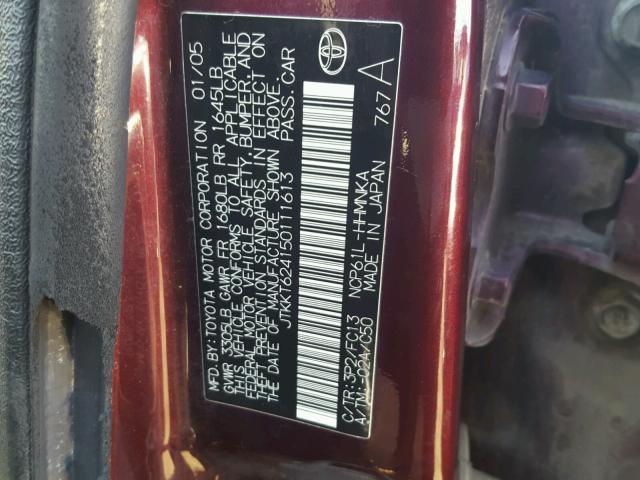 MFD.BY:TOYOTA MOTOR CORPORATION 01/05
GVWR 3305LB GAWR FR 1680LB RR 1645LB
THIS VEHICLE CONFORMS TO ALL APPLICABLE
FEDERAL MOTOR VEHICLE SAFETY, BUMPER, AND
THEFT PREVENTION STANDARDS IN EFFECT ON
THE DATE OF MANUFACTURE SHOWN ABOVE.
JTKKT624150111613 PASS.CAR
C/TR:3P2/FC13 NCP61L-HHMNKA
A/TM:-02A/C50 MADE IN JAPAN 767 A